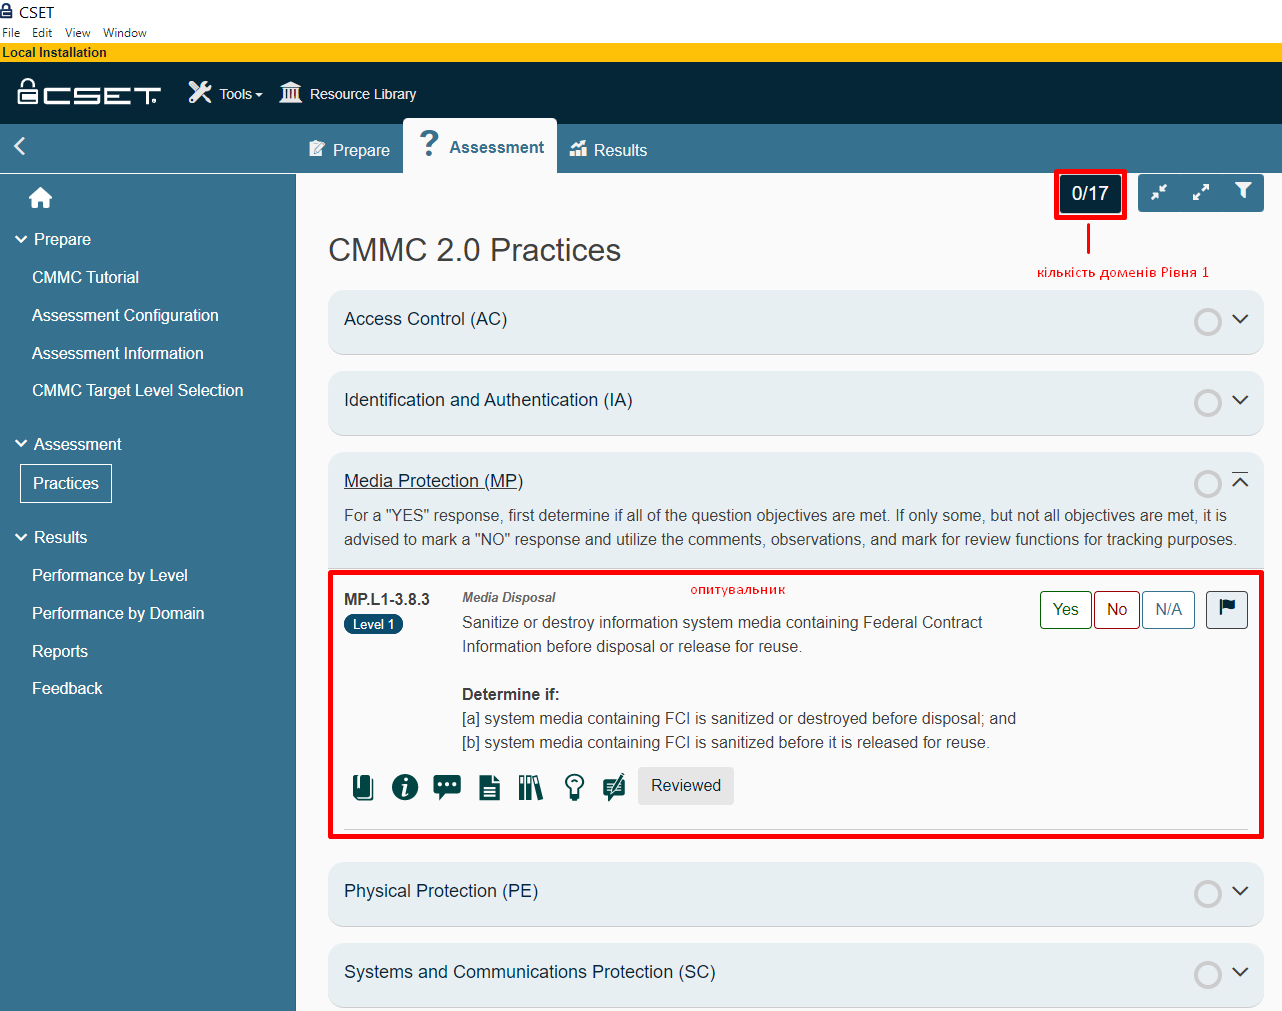 CSET
File Edit View Window
Local Installation
CSET
Tools
Resource Library
Prepare
? Assessment
Results
0/17
кількість доменів Рівня 1
Prepare
CMMC Tutorial
Assessment Configuration
Assessment Information
CMMC Target Level Selection
Assessment
Practices
Results
Performance by Level
Performance by Domain
Reports
Feedback
CMMC 2.0 Practices
Access Control (AC)
Identification and Authentication (IA)
Media Protection (MP)
For a "YES" response, first determine if all of the question objectives are met. If only some, but not all objectives are met, it is
advised to mark a "NO" response and utilize the comments, observations, and mark for review functions for tracking purposes.
опитувальник
MP.L1-3.8.3
Level 1
Media Disposal
Sanitize or destroy information system media containing Federal Contract
Information before disposal or release for reuse.
Yes No N/A
Determine if:
[a] system media containing FCI is sanitized or destroyed before disposal; and
[b] system media containing FCI is sanitized before it is released for reuse.
Reviewed
Physical Protection (PE)
Systems and Communications Protection (SC)